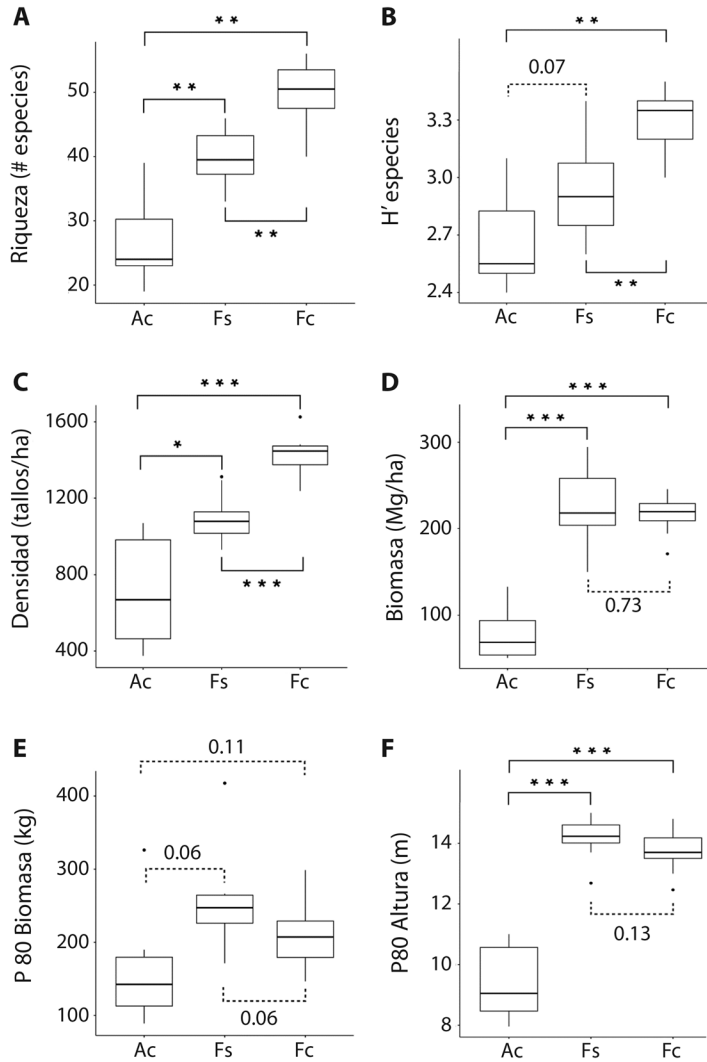 A
Riqueza (# especies)
50
40
30
20
* *
* *
* *
Ac Fs Fc
B
H' especies
3.3
3.0
2.7
2.4
* *
0.07
* *
Ac Fs Fc
C
Densidad (tallos/ha)
1600
1200
800
400
* * *
*
* * *
Ac Fs Fc
D
Biomasa (Mg/ha)
300
200
100
* * *
* * *
0.73
Ac Fs Fc
E
P 80 Biomasa (kg)
400
300
200
100
0.11
0.06
0.06
Ac Fs Fc
F
P80 Altura (m)
14
12
10
8
* * *
* * *
0.13
Ac Fs Fc